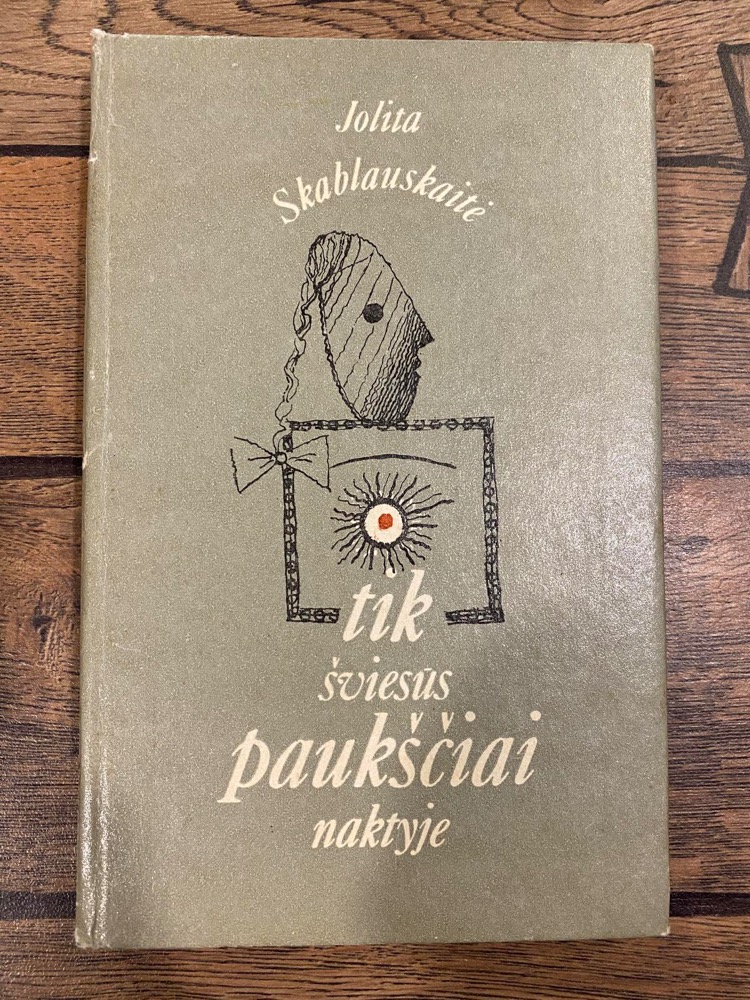 Jolita
Skablauskaitė
tik
šviesūs
paukščiai
naktyje